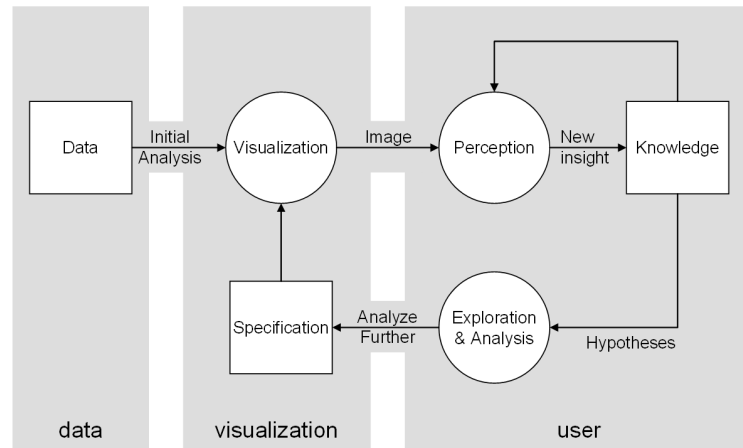 Data
Initial
Analysis
Visualization
Image
Perception
New
insight
Knowledge
Specification
Analyze
Further
Exploration
& Analysis
Hypotheses
data
visualization
user